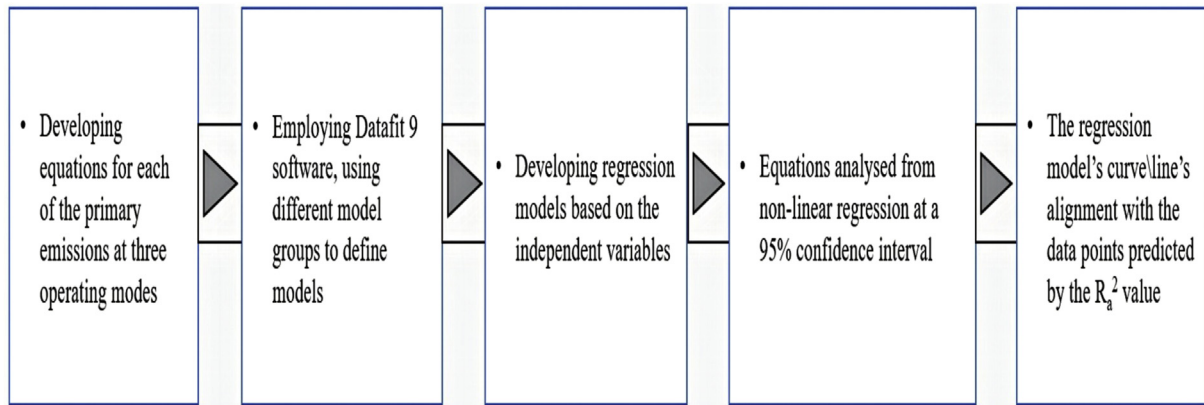 • Developing
equations for each
of the primary
emissions at three
operating modes
• Employing Datafit 9
software, using
different model
groups to define
models
• Developing regression
models based on the
independent variables
• Equations analysed from
non-linear regression at a
95% confidence interval
• The regression
model's curve\line's
alignment with the
data points predicted
by the Rₐ² value